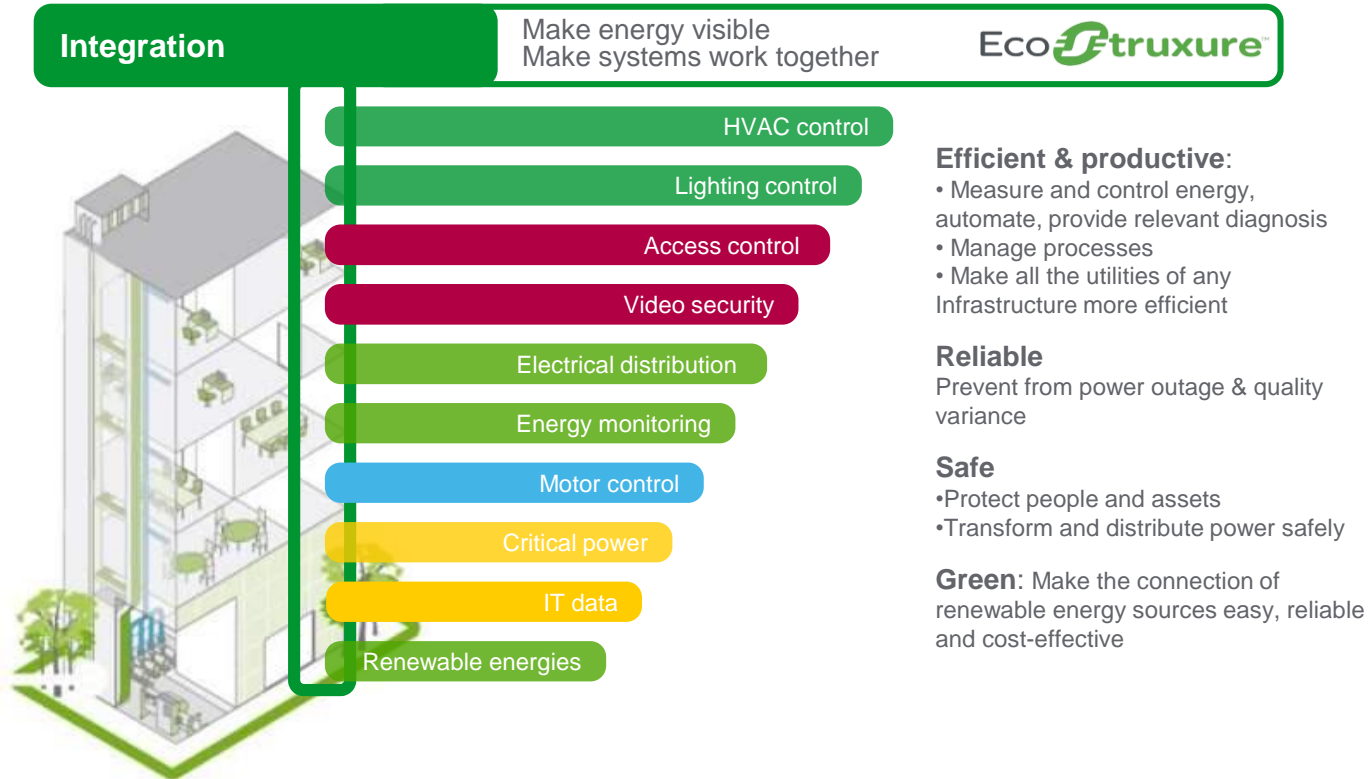 Integration
Make energy visible
Make systems work together
EcoStruxure™
HVAC control
Lighting control
Access control
Video security
Electrical distribution
Energy monitoring
Motor control
Critical power
IT data
Renewable energies
Efficient & productive:
• Measure and control energy,
automate, provide relevant diagnosis
• Manage processes
• Make all the utilities of any
Infrastructure more efficient
Reliable
Prevent from power outage & quality
variance
Safe
•Protect people and assets
•Transform and distribute power safely
Green: Make the connection of
renewable energy sources easy, reliable
and cost-effective